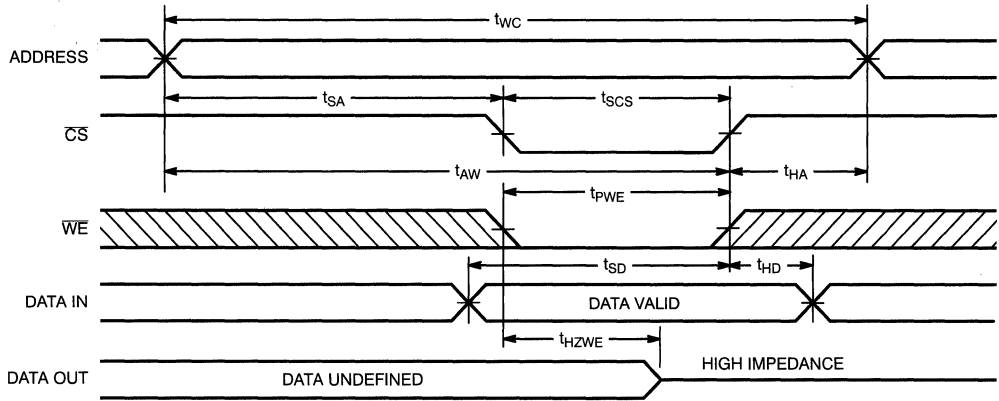 tWC
ADDRESS
tSA
tSCS
CS
tAW
tHA
tPWE
WE
tSD
tHD
DATA IN
DATA VALID
tHZWE
HIGH IMPEDANCE
DATA OUT
DATA UNDEFINED